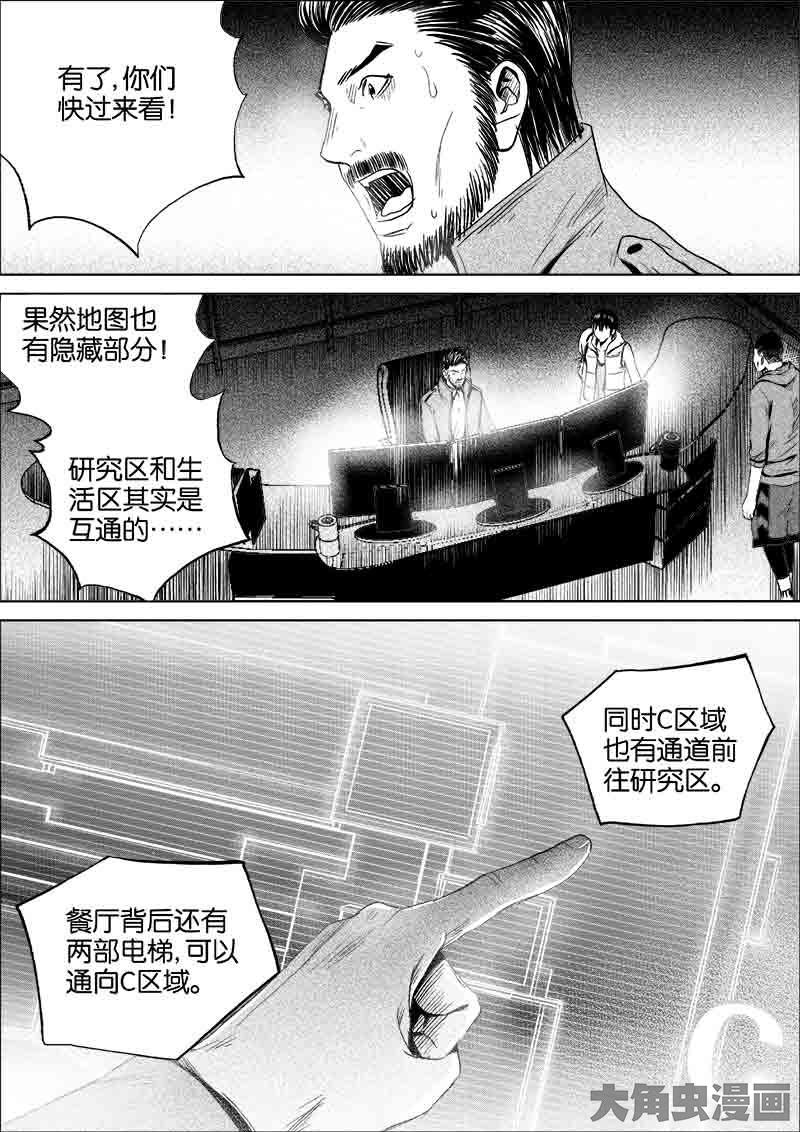 有了,你们
快过来看!
果然地图也
有隐藏部分!
研究区和生
活区其实是
互通的……
同时C区域
也有通道前
往研究区。
餐厅背后还有
两部电梯,可以
通向C区域。
C
大角虫漫画